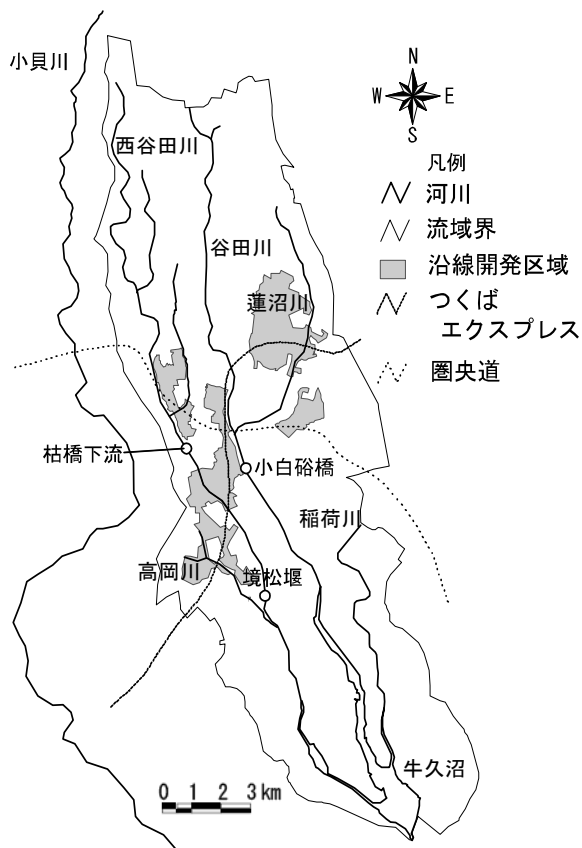 小貝川
N
W E
S
西谷田川
凡例
河川
谷田川
流域界
沿線開発区域
蓮沼川
つくば
エクスプレス
圏央道
枯橋下流
小白硲橋
稲荷川
高岡川
境松堰
牛久沼
0 1 2 3 km